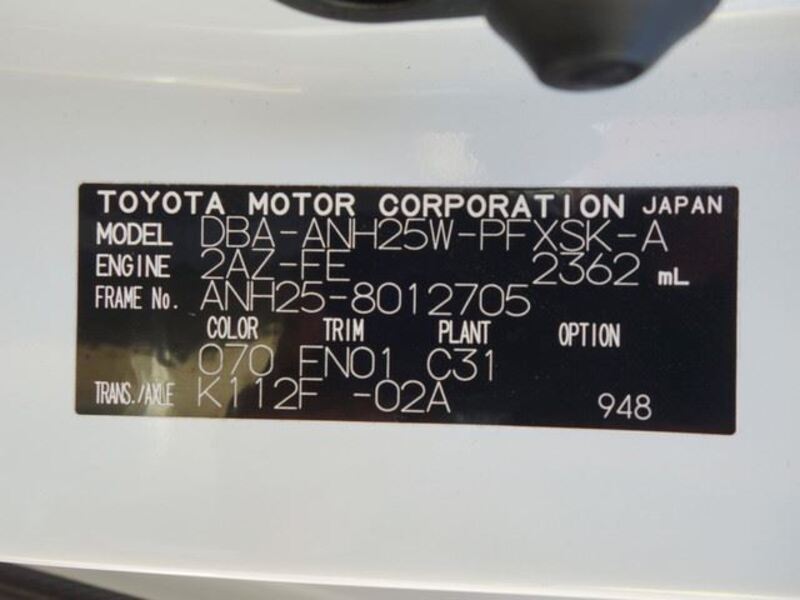 TOYOTA MOTOR CORPORATION JAPAN
MODEL DBA-ANH25W-PFXSK-A
ENGINE 2AZ-FE 2362 mL
FRAME No. ANH25-8012705
COLOR TRIM PLANT OPTION
070 FN01 C31
TRANS./AXLE K112F -02A 948